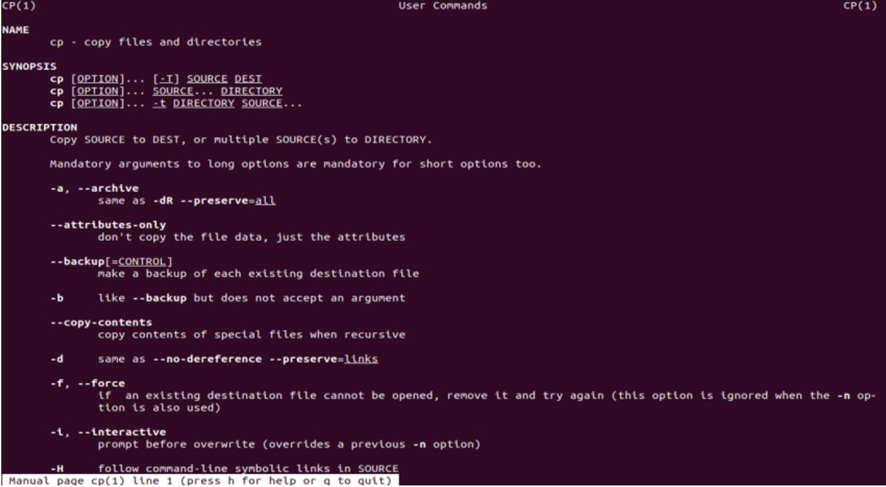 CP(1) User Commands CP(1)
NAME
cp - copy files and directories
SYNOPSIS
cp [OPTION]... [-T] SOURCE DEST
cp [OPTION]... SOURCE... DIRECTORY
cp [OPTION]... -t DIRECTORY SOURCE...
DESCRIPTION
Copy SOURCE to DEST, or multiple SOURCE(s) to DIRECTORY.
Mandatory arguments to long options are mandatory for short options too.
-a, --archive
same as -dR --preserve=all
--attributes-only
don't copy the file data, just the attributes
--backup[=CONTROL]
make a backup of each existing destination file
-b like --backup but does not accept an argument
--copy-contents
copy contents of special files when recursive
-d same as --no-dereference --preserve=links
-f, --force
if an existing destination file cannot be opened, remove it and try again (this option is ignored when the -n op-
tion is also used)
-i, --interactive
prompt before overwrite (overrides a previous -n option)
-H follow command-line symbolic links in SOURCE
Manual page cp(1) line 1 (press h for help or q to quit)